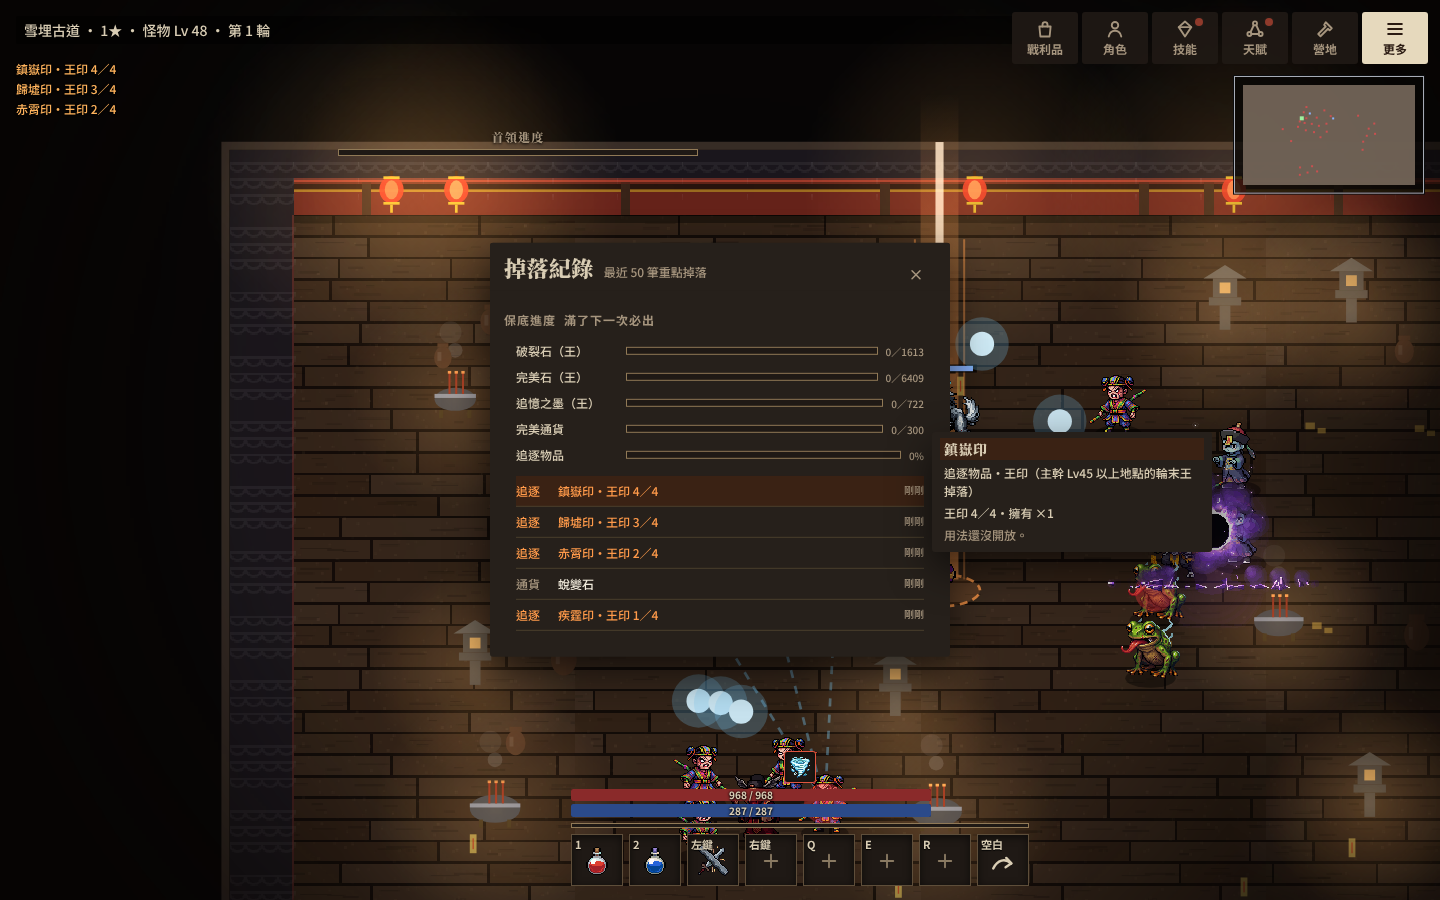 雪埋古道 • 1★ • 怪物 Lv 48 • 第 1 輪
戰利品
角色
技能
天賦
營地
更多
鎮嶽印・王印 4／4
歸墟印・王印 3／4
赤霄印・王印 2／4
首領進度
掉落紀錄 最近 50 筆重點掉落
保底進度 滿了下一次必出
破裂石（王） 0／1613
完美石（王） 0／6409
追憶之墨（王） 0／722
完美通貨 0／300
追逐物品 0%
追逐 鎮嶽印・王印 4／4 剛剛
追逐 歸墟印・王印 3／4 剛剛
追逐 赤霄印・王印 2／4 剛剛
通貨 蛻變石 剛剛
追逐 疾霆印・王印 1／4 剛剛
鎮嶽印
追逐物品・王印（主幹 Lv45 以上地點的輪末王
掉落）
王印 4／4・擁有 ×1
用法還沒開放。
968 / 968
287 / 287
1
2
左鍵
右鍵
Q
E
R
空白